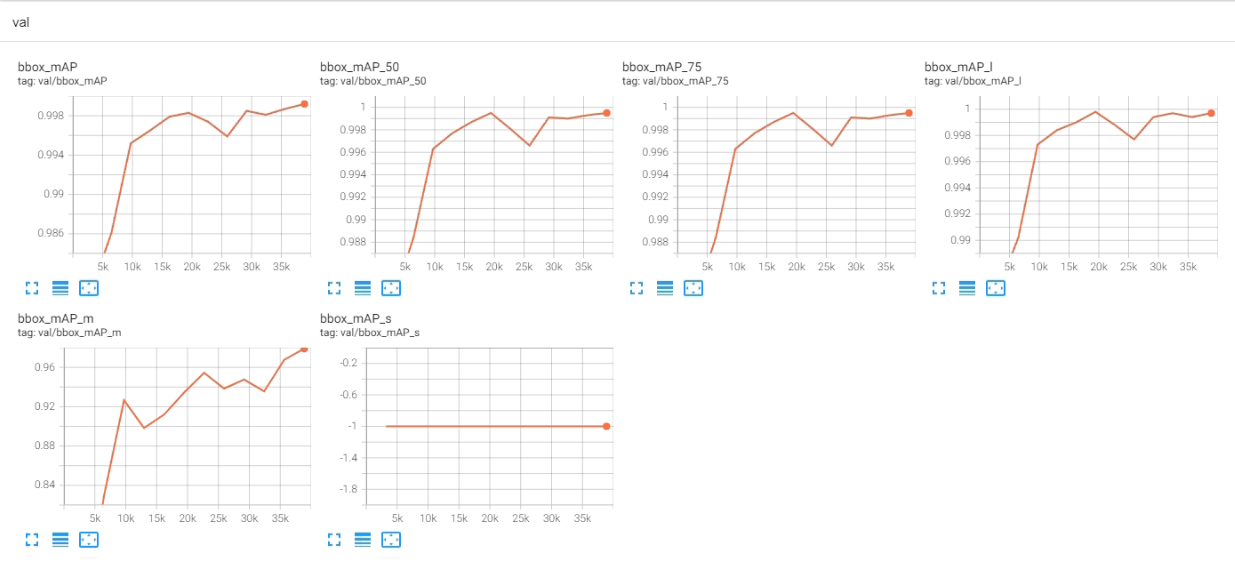 val
bbox_mAP
tag: val/bbox_mAP
0.998
0.994
0.99
0.986
5k 10k 15k 20k 25k 30k 35k
bbox_mAP_50
tag: val/bbox_mAP_50
1
0.998
0.996
0.994
0.992
0.99
0.988
5k 10k 15k 20k 25k 30k 35k
bbox_mAP_75
tag: val/bbox_mAP_75
1
0.998
0.996
0.994
0.992
0.99
0.988
5k 10k 15k 20k 25k 30k 35k
bbox_mAP_l
tag: val/bbox_mAP_l
1
0.998
0.996
0.994
0.992
0.99
5k 10k 15k 20k 25k 30k 35k
bbox_mAP_m
tag: val/bbox_mAP_m
0.96
0.92
0.88
0.84
5k 10k 15k 20k 25k 30k 35k
bbox_mAP_s
tag: val/bbox_mAP_s
-0.2
-0.6
-1
-1.4
-1.8
5k 10k 15k 20k 25k 30k 35k